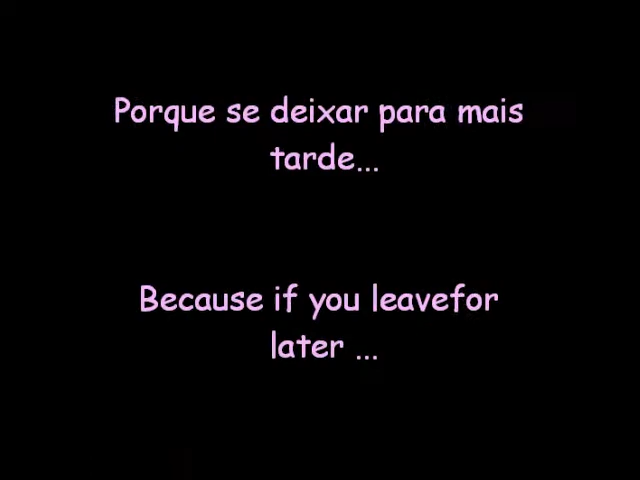 Porque se deixar para mais
tarde...
Because if you leavefor
later ...